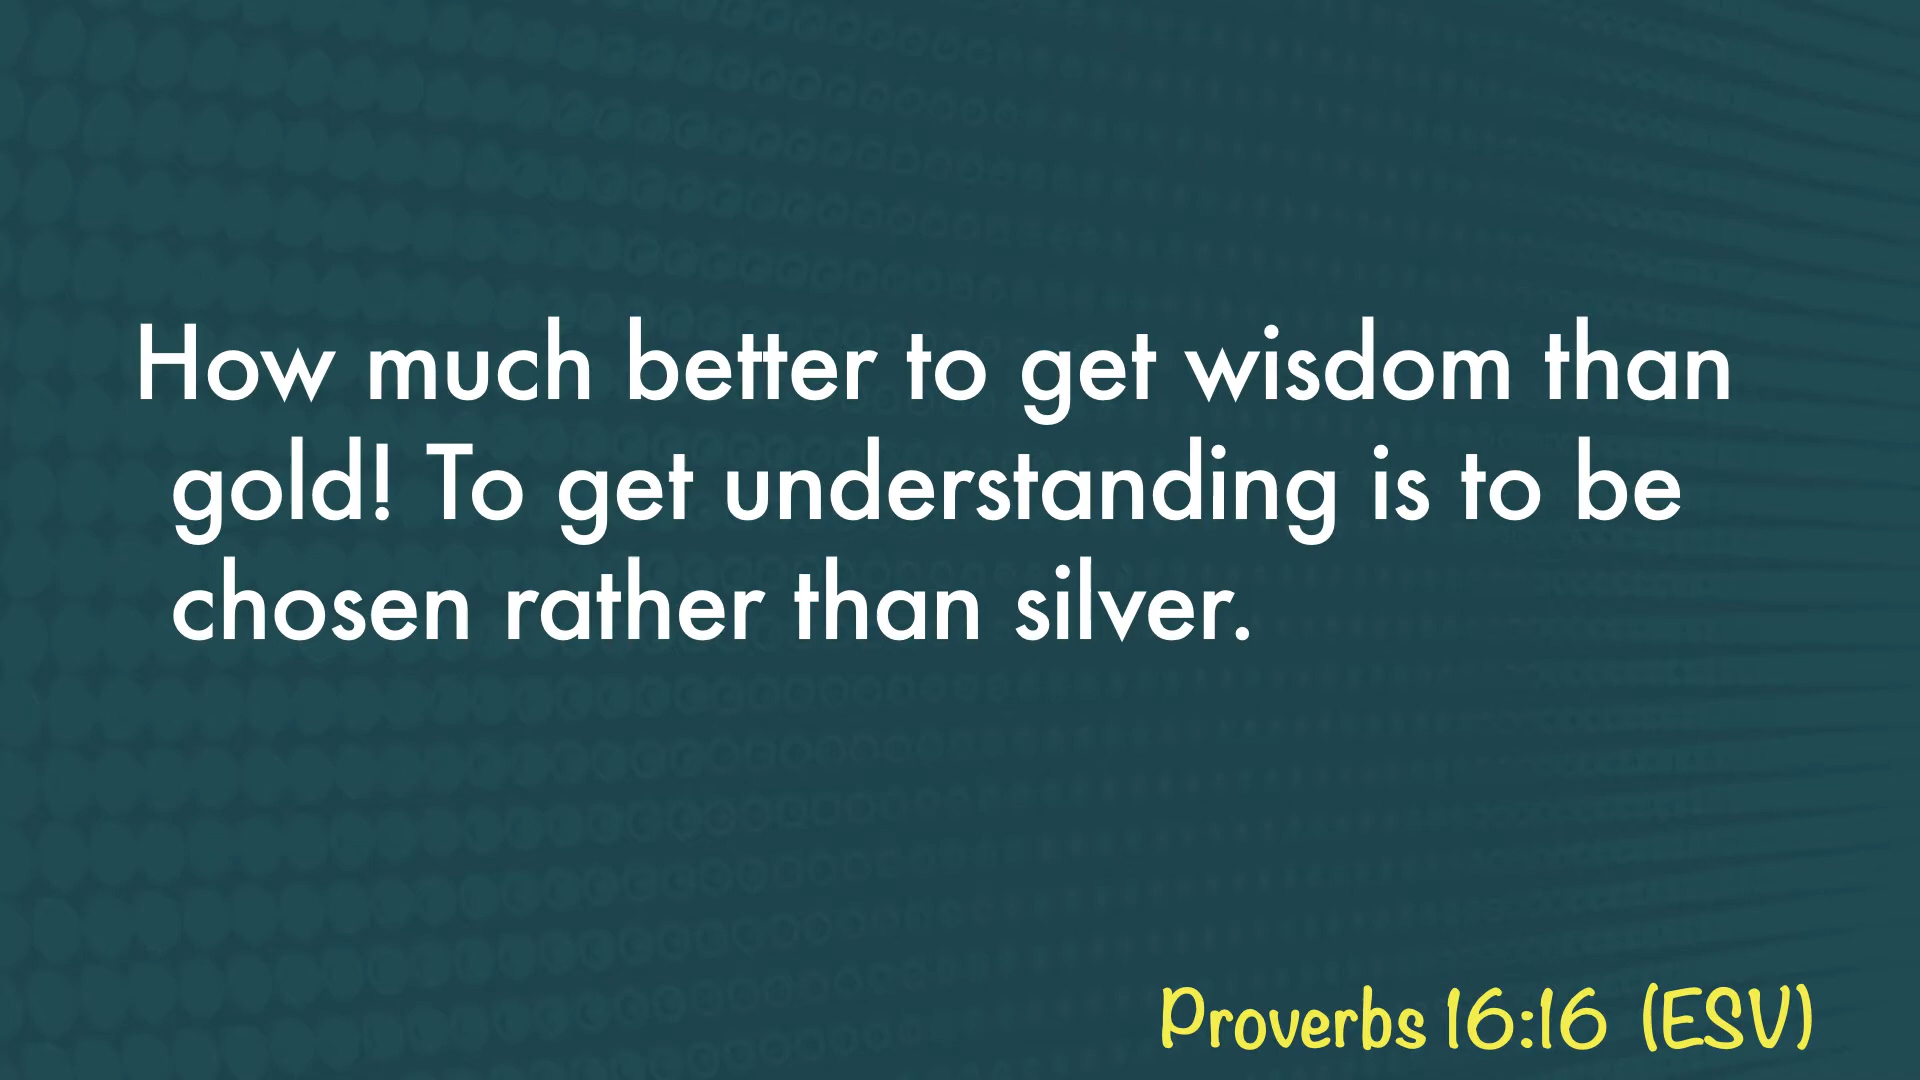 How much better to get wisdom than
gold! To get understanding is to be
chosen rather than silver.
Proverbs 16:16 (ESV)